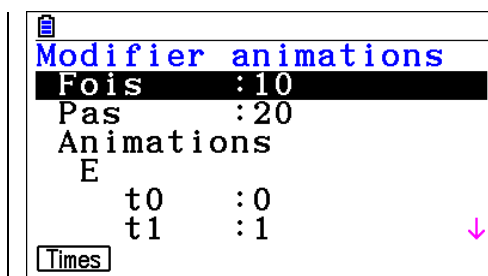 Modifier animations
Fois :10
Pas :20
Animations
E
t0 :0
t1 :1
Times